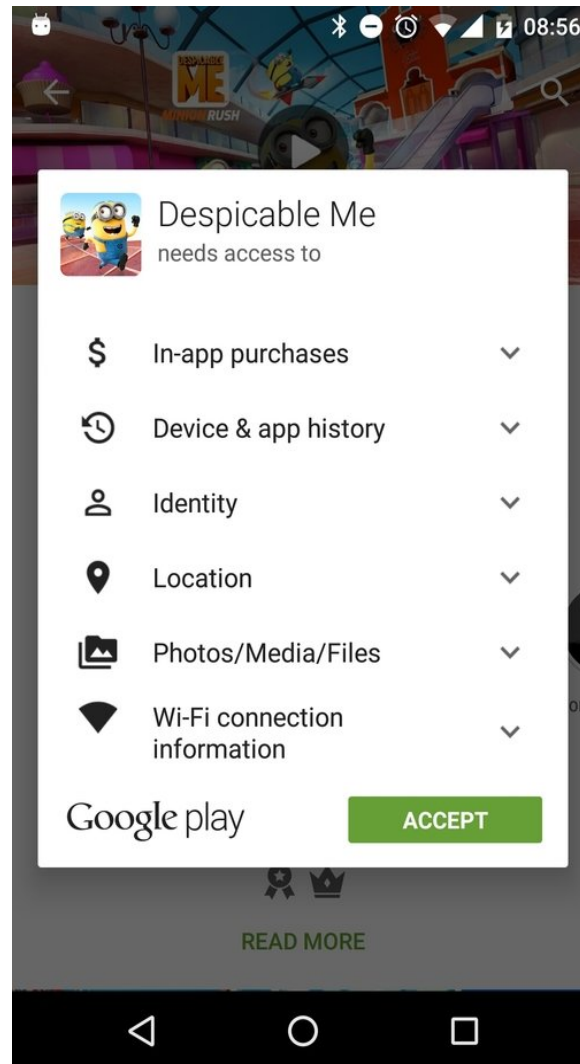 08:56
DESPICABLE
ME
MINION RUSH
Despicable Me
needs access to
$ In-app purchases
Device & app history
Identity
Location
Photos/Media/Files
Wi-Fi connection
information
Google play
ACCEPT
READ MORE